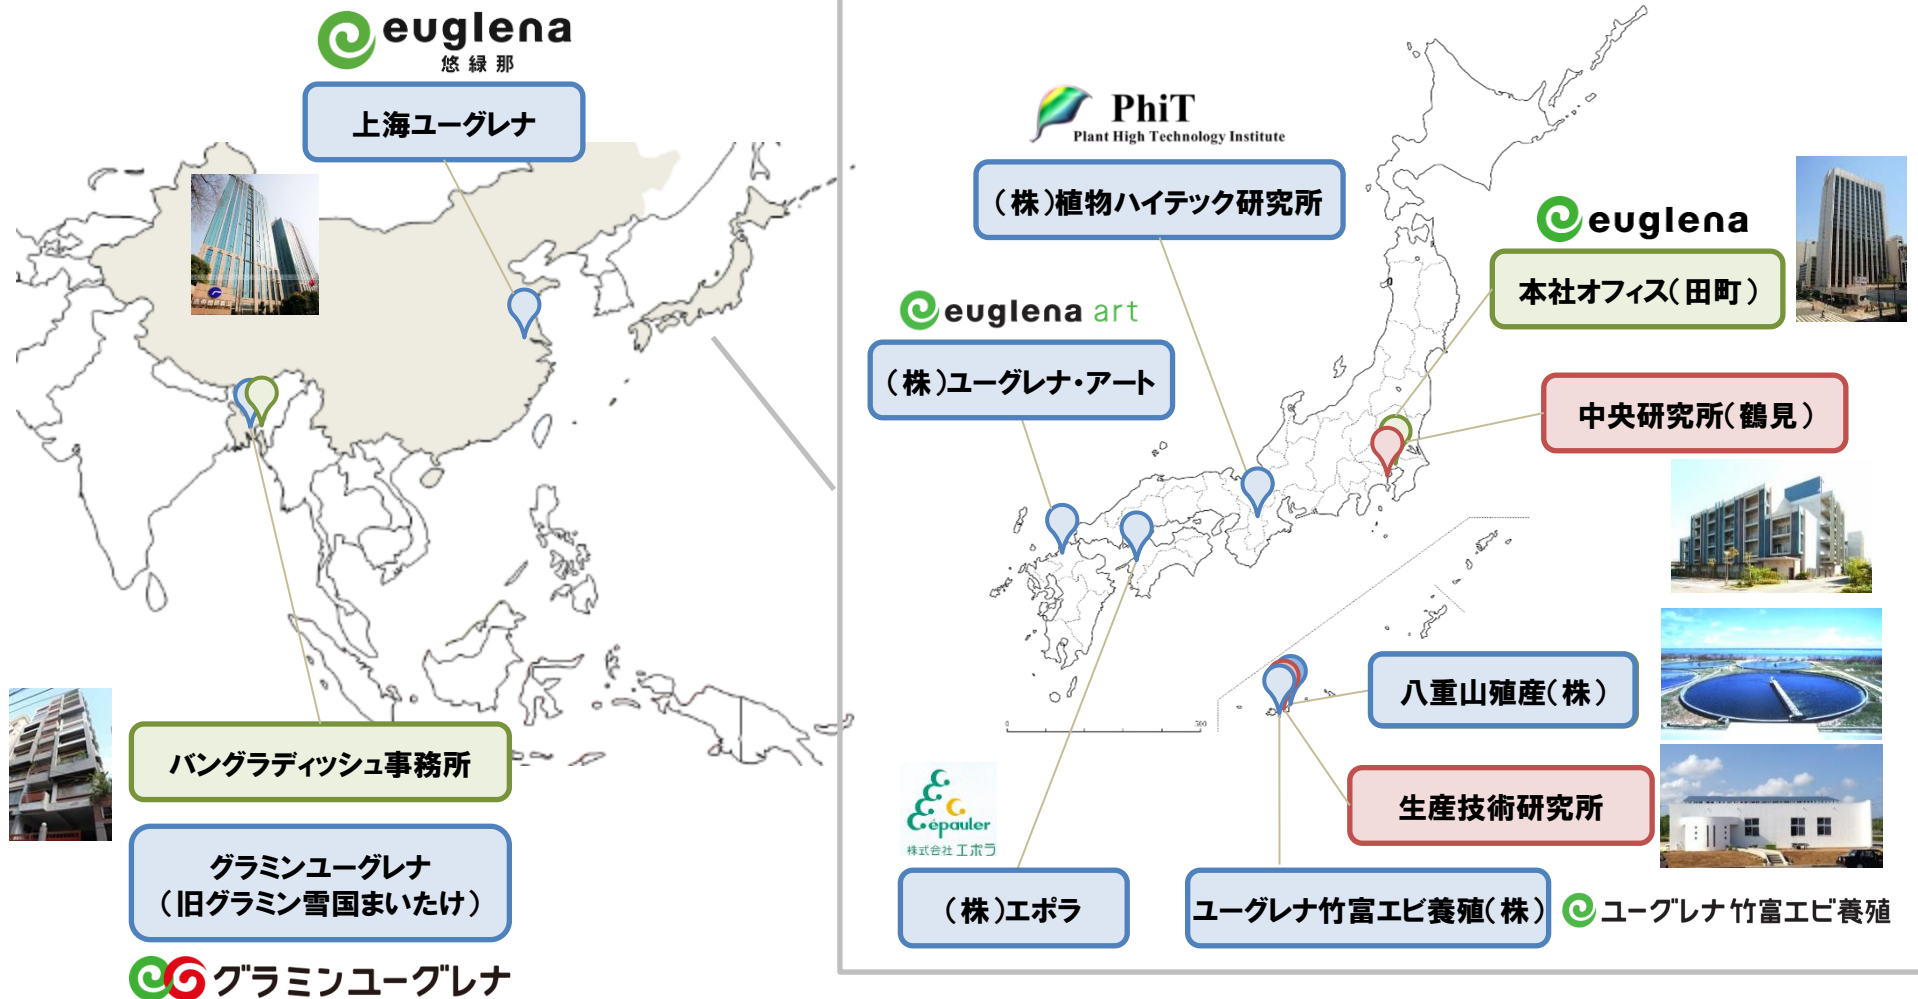 euglena
悠緑那
上海ユーグレナ
バングラディッシュ事務所
グラミンユーグレナ
（旧グラミン雪国まいたけ）
グラミンユーグレナ
PhiT
Plant High Technology Institute
（株）植物ハイテック研究所
euglena
本社オフィス（田町）
euglena art
（株）ユーグレナ・アート
中央研究所（鶴見）
八重山殖産（株）
0
500
生産技術研究所
épauler
株式会社 エポラ
（株）エポラ
ユーグレナ竹富エビ養殖（株）
ユーグレナ竹富エビ養殖